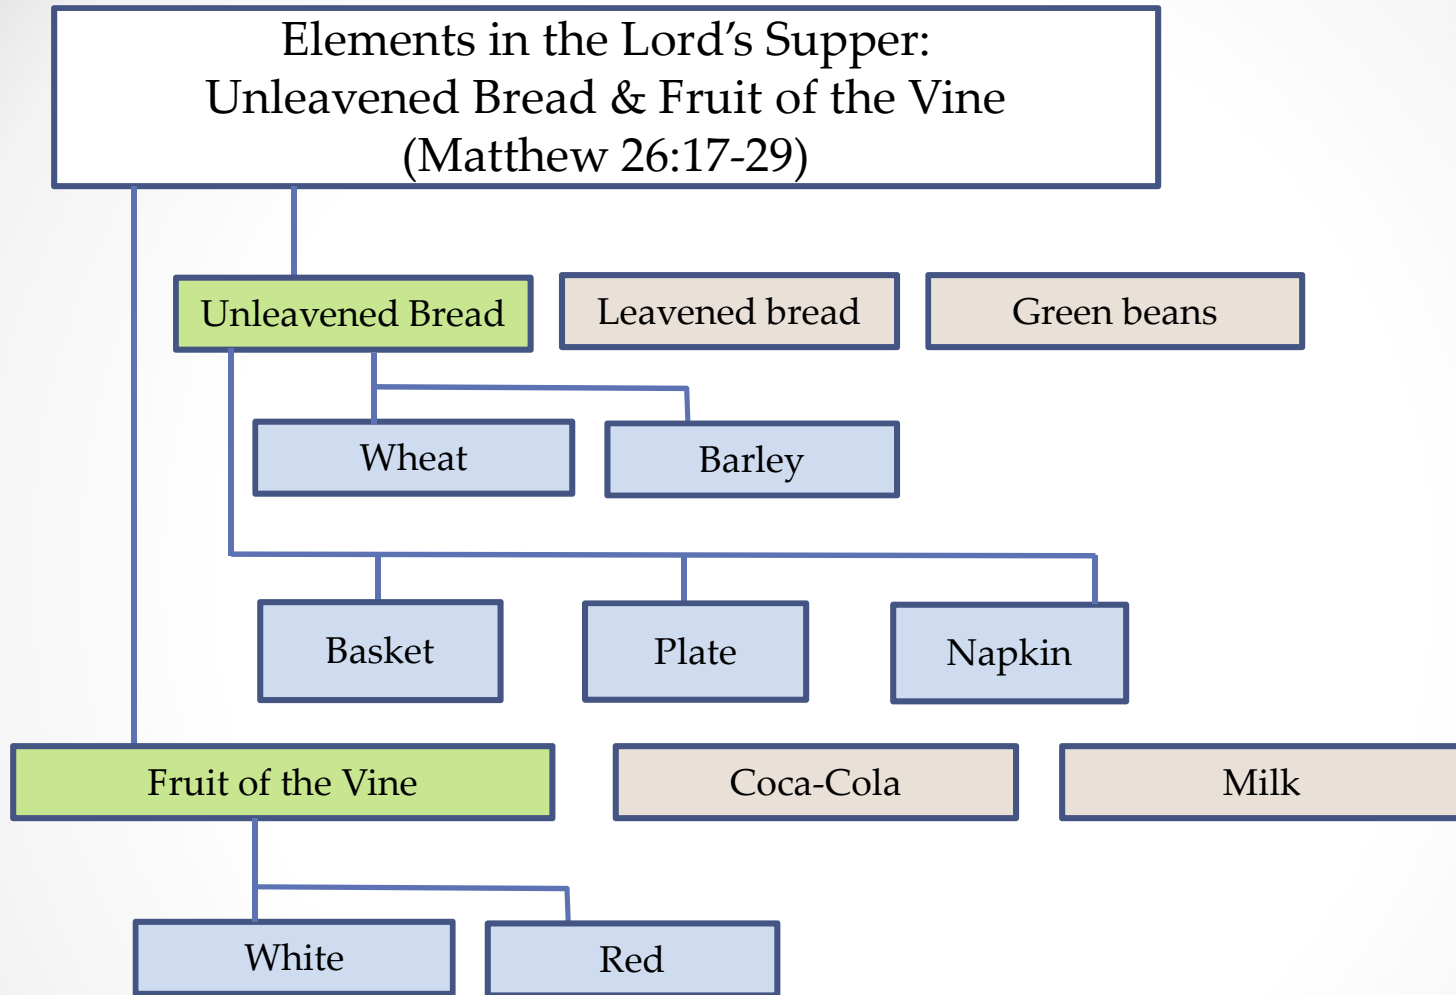 Elements in the Lord’s Supper:
Unleavened Bread & Fruit of the Vine
(Matthew 26:17-29)
Unleavened Bread
Leavened bread
Green beans
Wheat
Barley
Basket
Plate
Napkin
Fruit of the Vine
Coca-Cola
Milk
White
Red